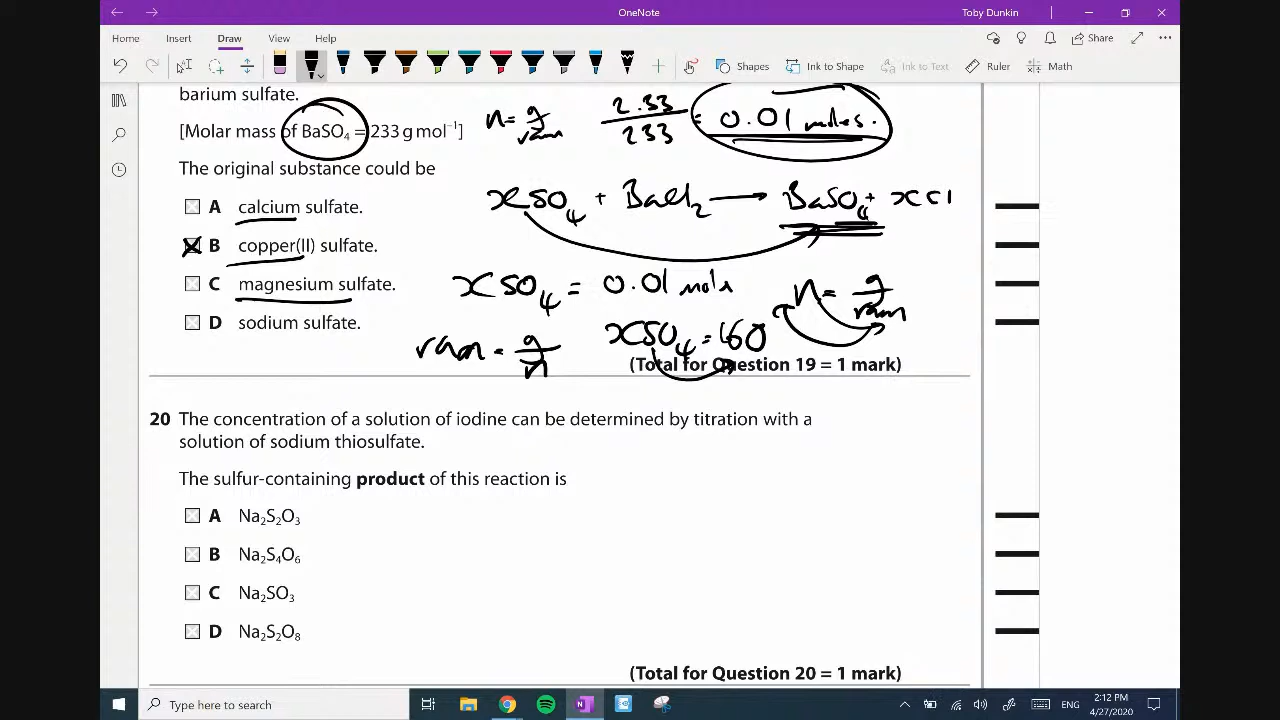 OneNote
Toby Dunkin
Home Insert Draw View Help
Share
Shapes Ink to Shape Ink to Text Ruler Math
barium sulfate.
[Molar mass of BaSO₄ = 233 g mol⁻¹]
n = g/ram 2.33/233 = 0.01 moles.
The original substance could be
xSO₄ + BaCl₂ → BaSO₄ + xCl
A calcium sulfate.
B copper(II) sulfate.
C magnesium sulfate.
xSO₄ = 0.01 mols n = g/ram
D sodium sulfate.
ram = g/n xSO₄ = 160
(Total for Question 19 = 1 mark)
20 The concentration of a solution of iodine can be determined by titration with a
solution of sodium thiosulfate.
The sulfur-containing product of this reaction is
A Na₂S₂O₃
B Na₂S₄O₆
C Na₂SO₃
D Na₂S₂O₈
(Total for Question 20 = 1 mark)
Type here to search
ENG
2:12 PM
4/27/2020